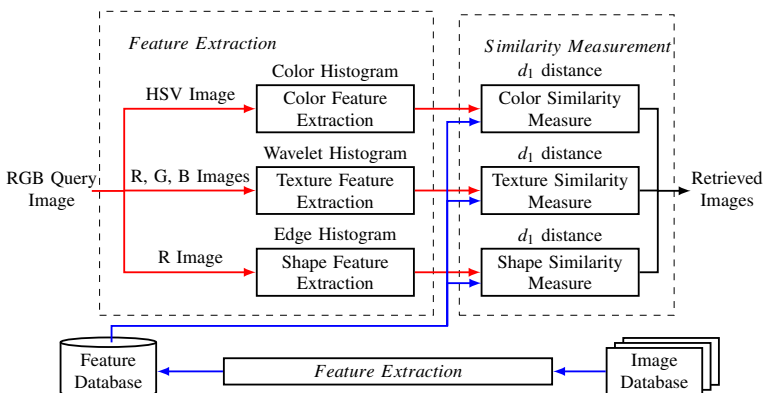 Feature Extraction
Similarity Measurement
Color Histogram
d1 distance
HSV Image
Color Feature
Extraction
Color Similarity
Measure
Wavelet Histogram
d1 distance
RGB Query
Image
R, G, B Images
Texture Feature
Extraction
Texture Similarity
Measure
Retrieved
Images
Edge Histogram
d1 distance
R Image
Shape Feature
Extraction
Shape Similarity
Measure
Feature
Database
Feature Extraction
Image
Database